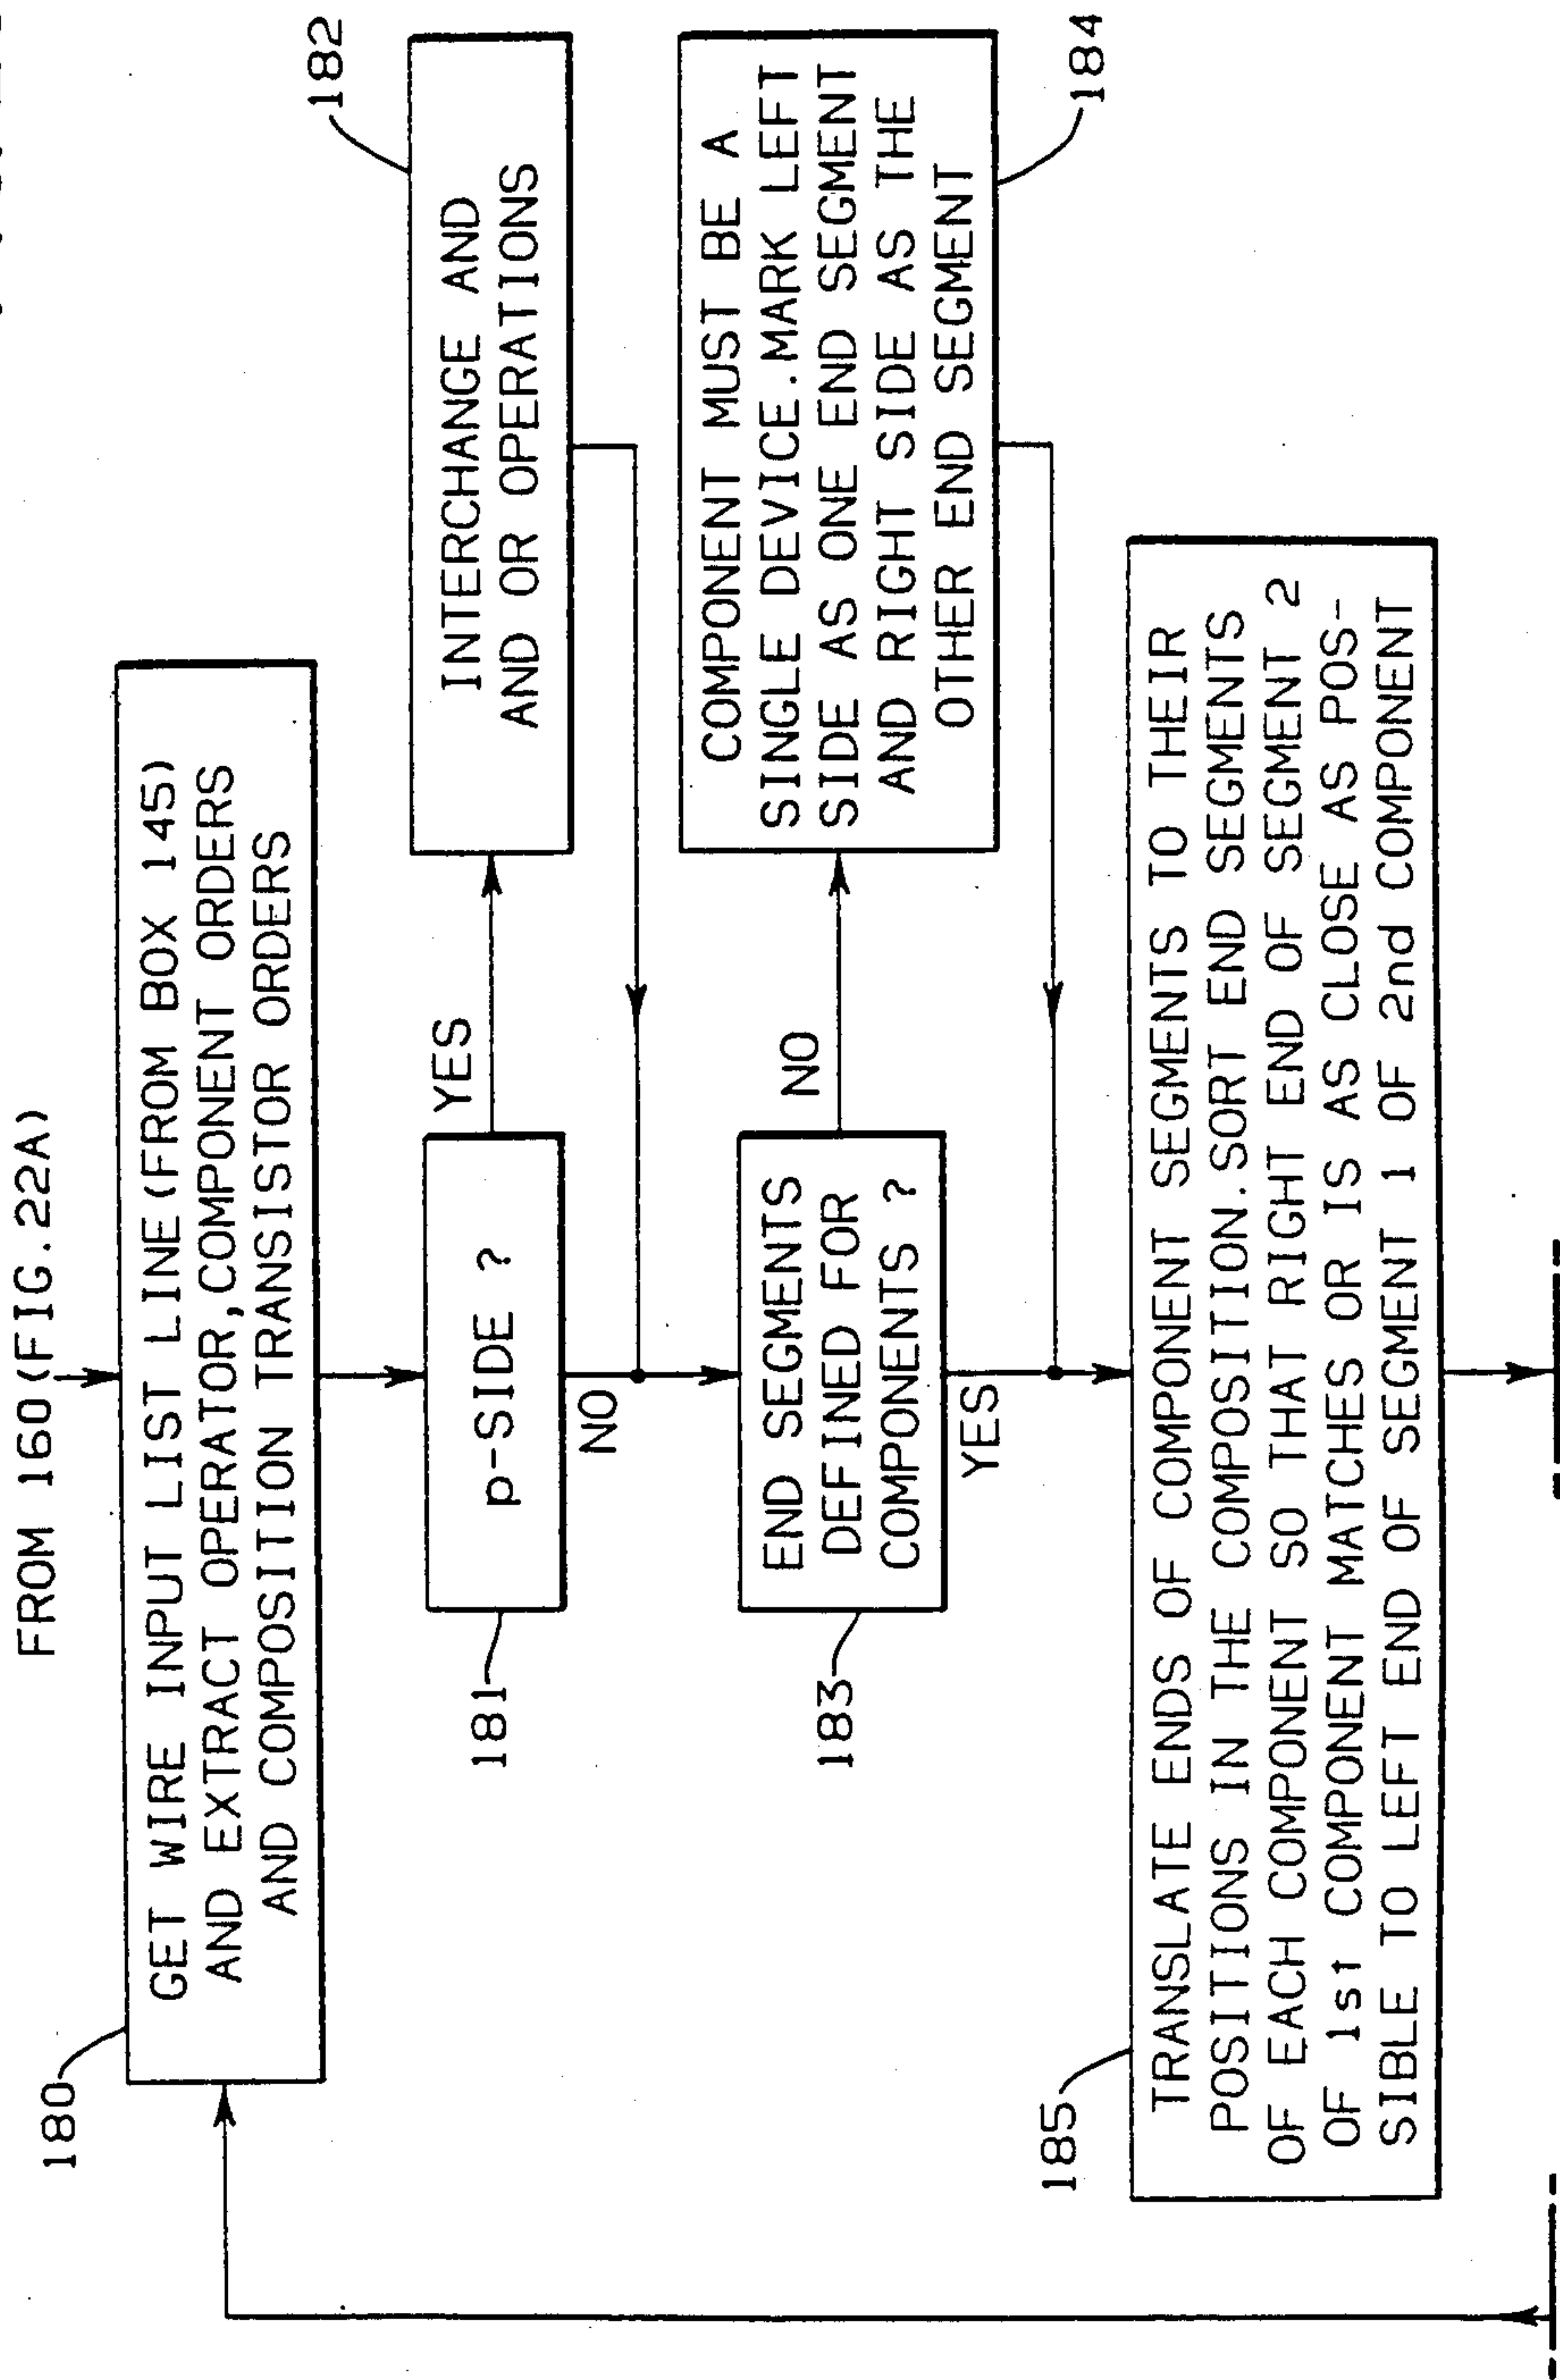 FROM 160 (FIG. 22A)
180
GET WIRE INPUT LIST LINE (FROM BOX 145)
AND EXTRACT OPERATOR, COMPONENT ORDERS
AND COMPOSITION TRANSISTOR ORDERS
181
p-SIDE ?
YES
NO
182
INTERCHANGE AND
AND OR OPERATIONS
183
END SEGMENTS
DEFINED FOR
COMPONENTS ?
NO
YES
184
COMPONENT MUST BE A
SINGLE DEVICE. MARK LEFT
SIDE AS ONE END SEGMENT
AND RIGHT SIDE AS THE
OTHER END SEGMENT
185
TRANSLATE ENDS OF COMPONENT SEGMENTS TO THEIR
POSITIONS IN THE COMPOSITION. SORT END SEGMENTS
OF EACH COMPONENT SO THAT RIGHT END OF SEGMENT 2
OF 1st COMPONENT MATCHES OR IS AS CLOSE AS POS-
SIBLE TO LEFT END OF SEGMENT 1 OF 2nd COMPONENT